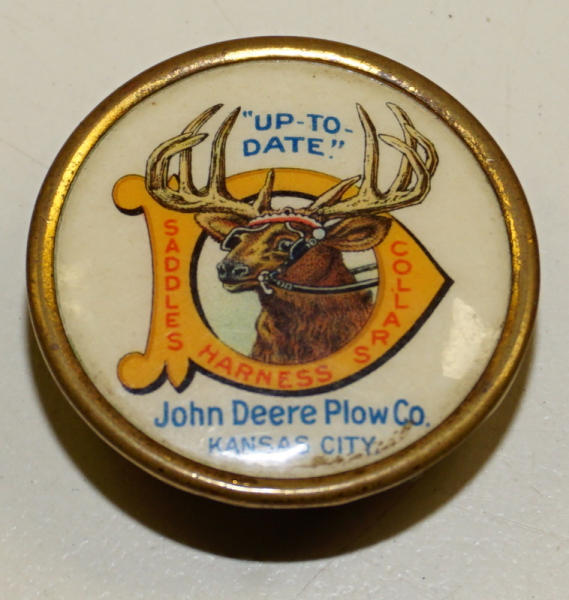 "UP-TO-
DATE."
SADDLES
HARNESS
COLLARS
John Deere Plow Co.
KANSAS CITY